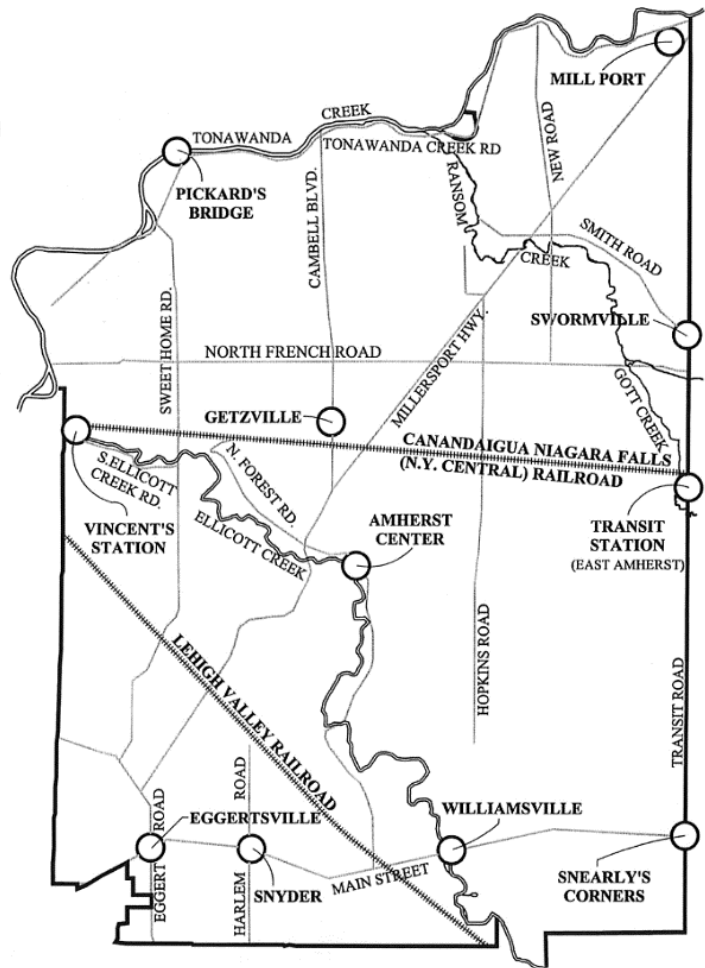 MILL PORT
CREEK
TONAWANDA
TONAWANDA CREEK RD
NEW ROAD
RANSOM
PICKARD'S
BRIDGE
CAMBELL BLVD.
SMITH ROAD
CREEK
SWEET HOME RD.
SWORMVILLE
MILLERSPORT HWY.
NORTH FRENCH ROAD
GOTT CREEK
GETZVILLE
CANANDAIGUA NIAGARA FALLS
(N.Y. CENTRAL) RAILROAD
S.ELLICOTT
CREEK RD.
N. FOREST RD.
VINCENT'S
STATION
ELLICOTT CREEK
AMHERST
CENTER
TRANSIT
STATION
(EAST AMHERST)
HOPKINS ROAD
LEHIGH VALLEY RAILROAD
TRANSIT ROAD
ROAD
ROAD
EGGERTSVILLE
WILLIAMSVILLE
EGGERT
HARLEM
SNYDER
MAIN STREET
SNEARLY'S
CORNERS